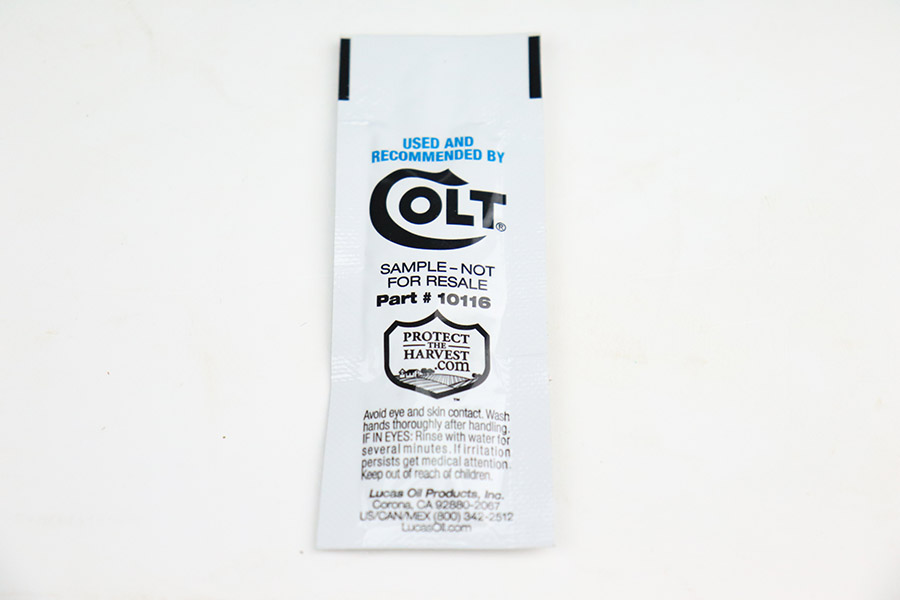 USED AND
RECOMMENDED BY
COLT®
SAMPLE – NOT
FOR RESALE
Part # 10116
PROTECT
THE
HARVEST
.com
™
Avoid eye and skin contact. Wash
hands thoroughly after handling.
IF IN EYES: Rinse with water for
several minutes. If irritation
persists get medical attention.
Keep out of reach of children.
Lucas Oil Products, Inc.
Corona, CA 92880-2067
US/CAN/MEX (800) 342-2512
LucasOil.com